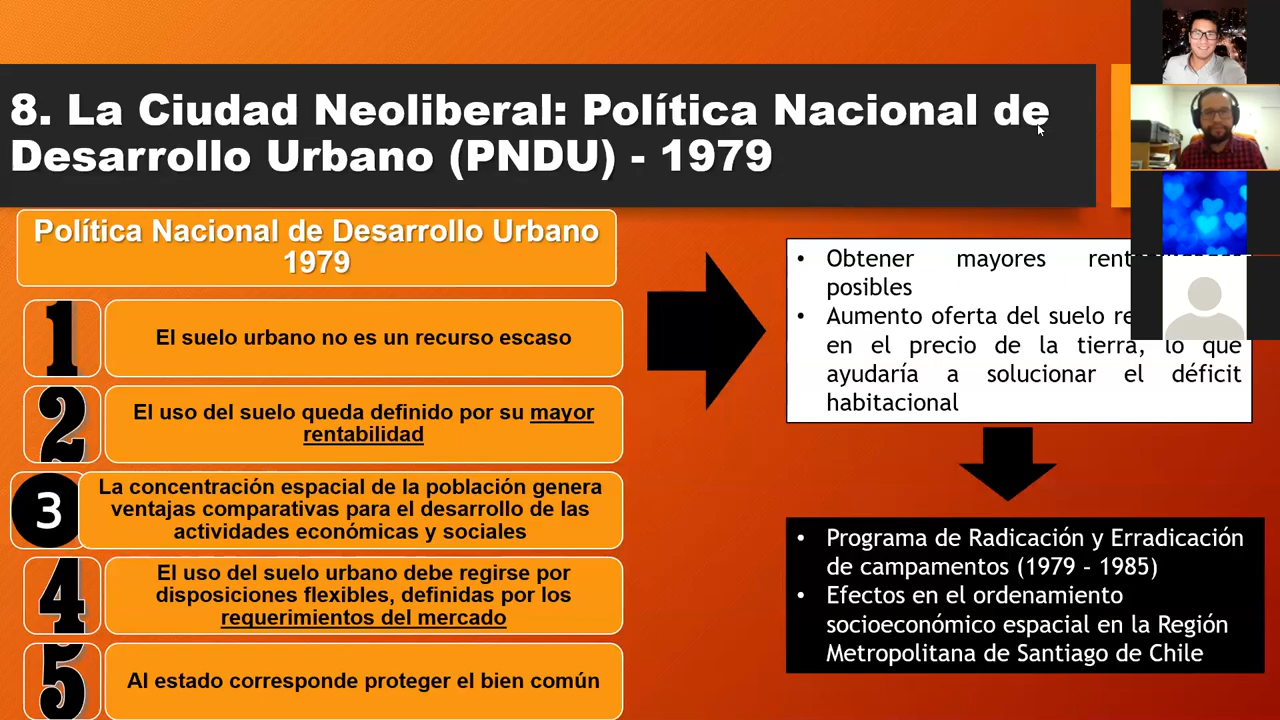 8. La Ciudad Neoliberal: Política Nacional de
Desarrollo Urbano (PNDU) - 1979
Política Nacional de Desarrollo Urbano
1979
1
El suelo urbano no es un recurso escaso
2
El uso del suelo queda definido por su mayor
rentabilidad
3
La concentración espacial de la población genera
ventajas comparativas para el desarrollo de las
actividades económicas y sociales
4
El uso del suelo urbano debe regirse por
disposiciones flexibles, definidas por los
requerimientos del mercado
5
Al estado corresponde proteger el bien común
• Obtener mayores
posibles
• Aumento oferta del suelo
en el precio de la tierra, lo que
ayudaría a solucionar el déficit
habitacional
• Programa de Radicación y Erradicación
de campamentos (1979 - 1985)
• Efectos en el ordenamiento
socioeconómico espacial en la Región
Metropolitana de Santiago de Chile